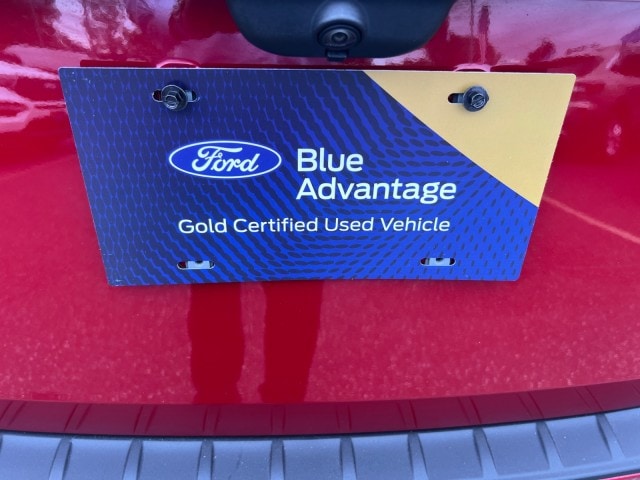 Ford
Blue
Advantage
Gold Certified Used Vehicle